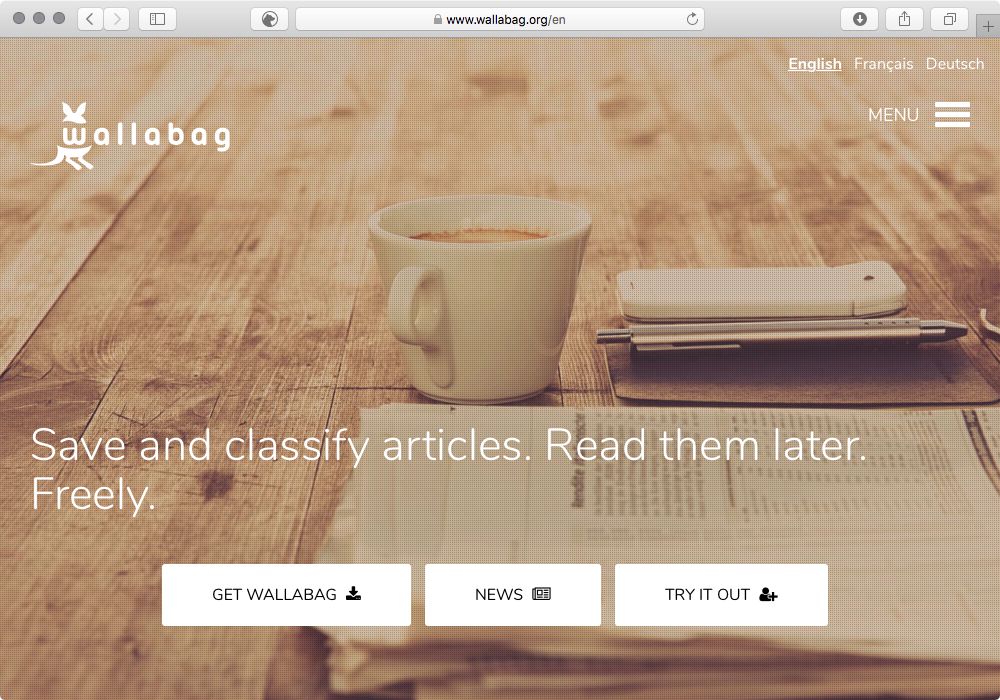 www.wallabag.org/en
English Français Deutsch
wallabag
MENU
Save and classify articles. Read them later.
Freely.
GET WALLABAG
NEWS
TRY IT OUT